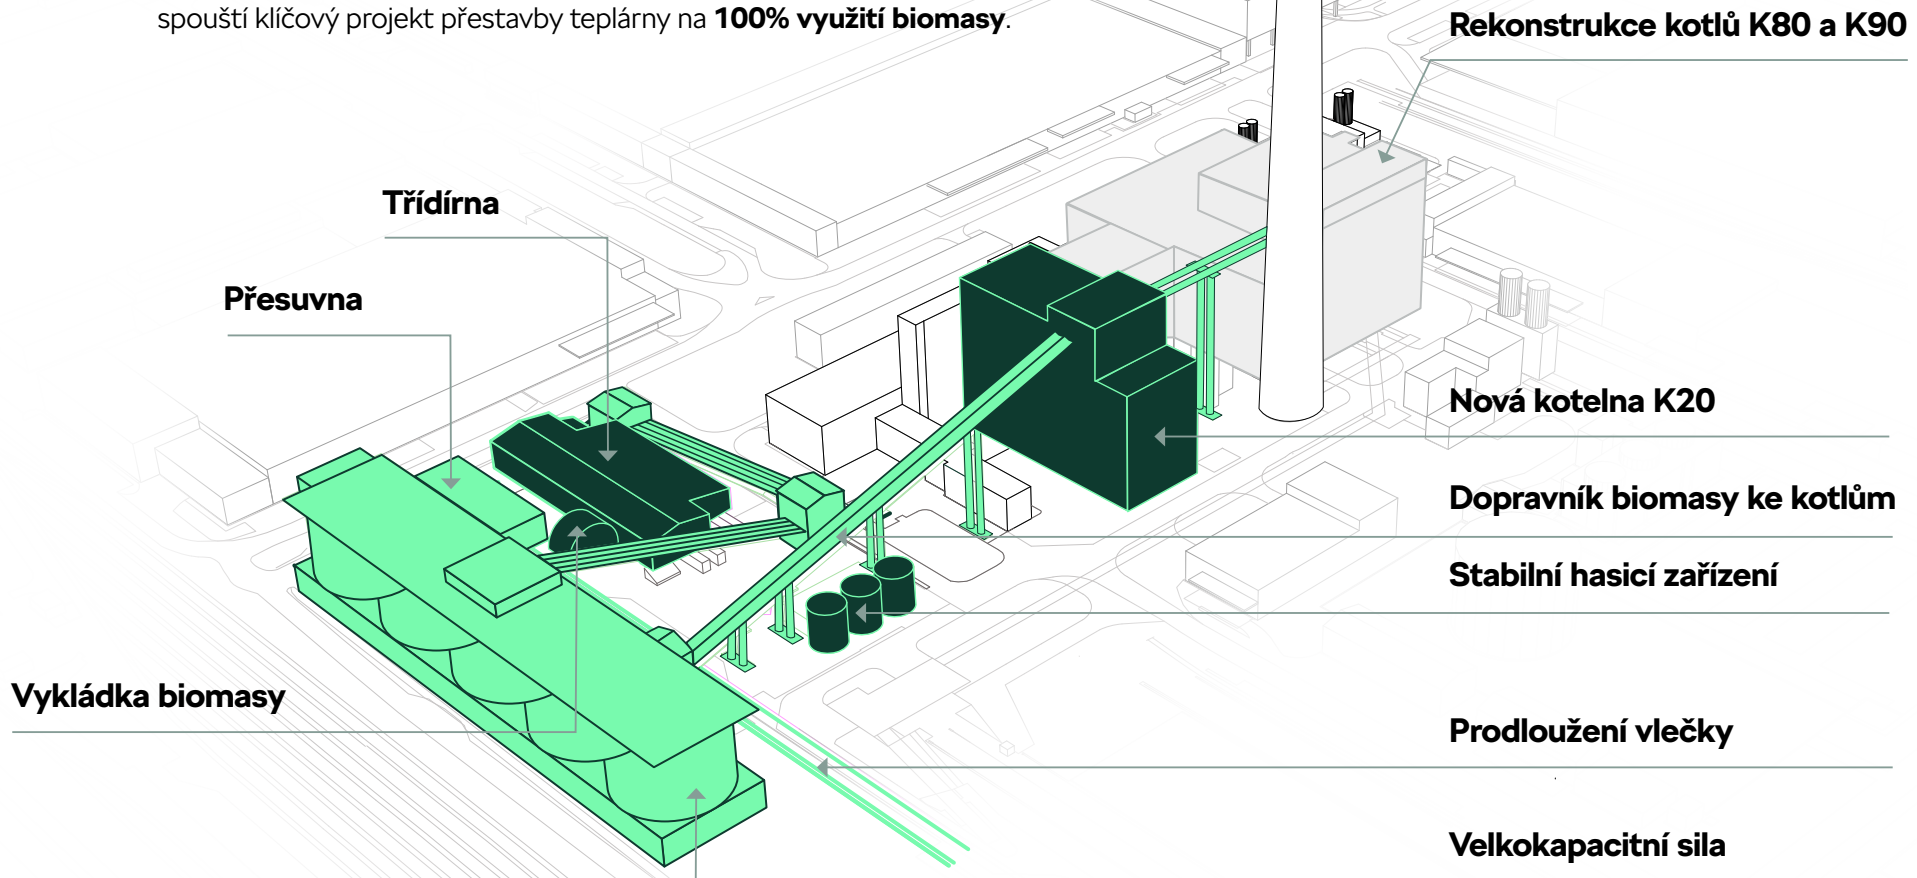 spouští klíčový projekt přestavby teplárny na 100% využití biomasy.
Rekonstrukce kotlů K80 a K90
Třídírna
Přesuvna
Nová kotelna K20
Dopravník biomasy ke kotlům
Stabilní hasicí zařízení
Vykládka biomasy
Prodloužení vlečky
Velkokapacitní sila